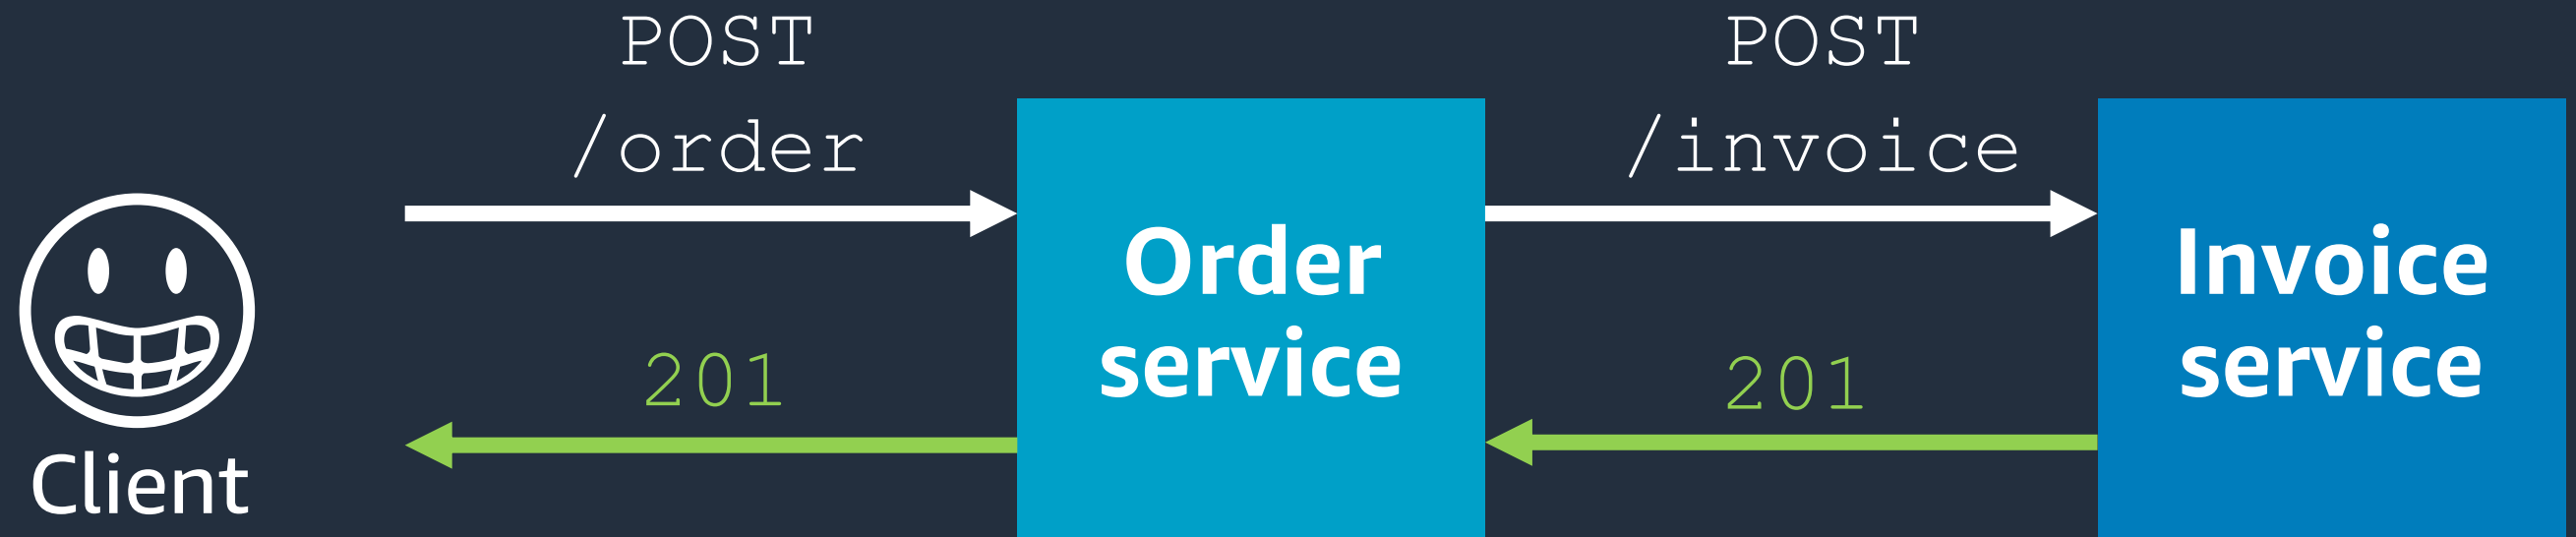 POST
/order
POST
/invoice
Order
service
Invoice
service
201
201
Client